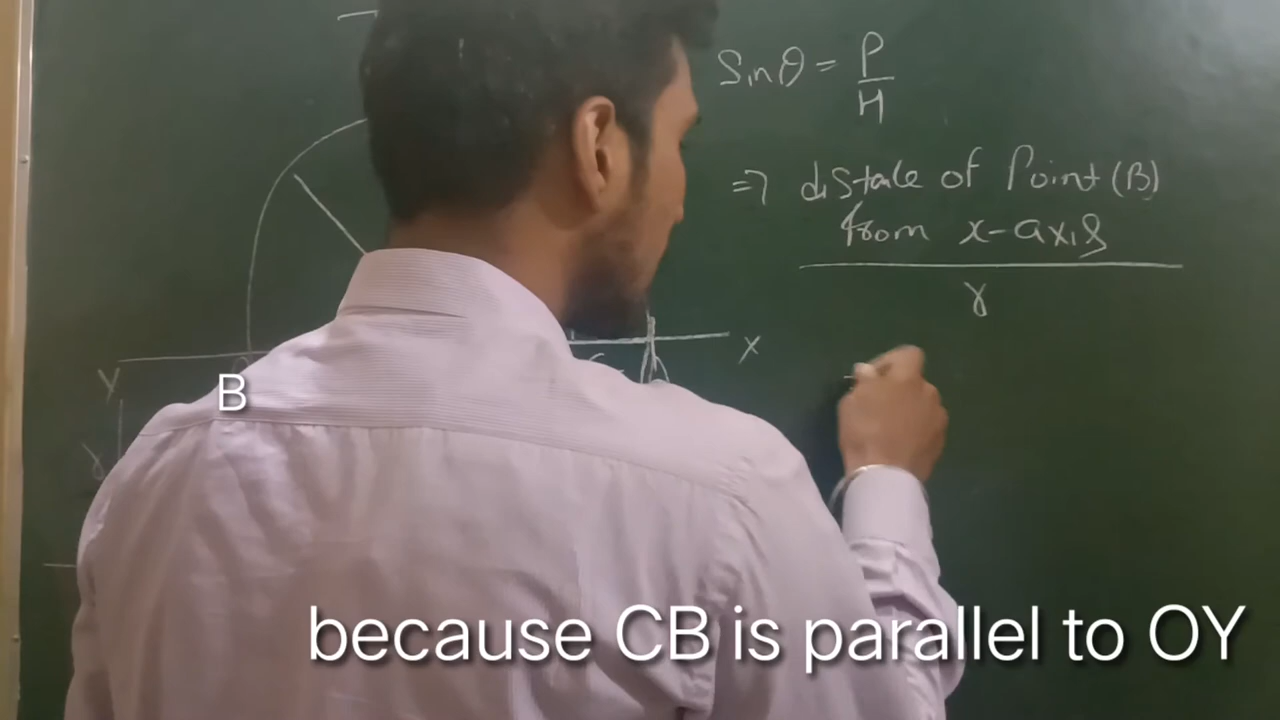 Sinθ = P
H
=> distale of Point (B)
from x-axis
r
x
y
B
because CB is parallel to OY